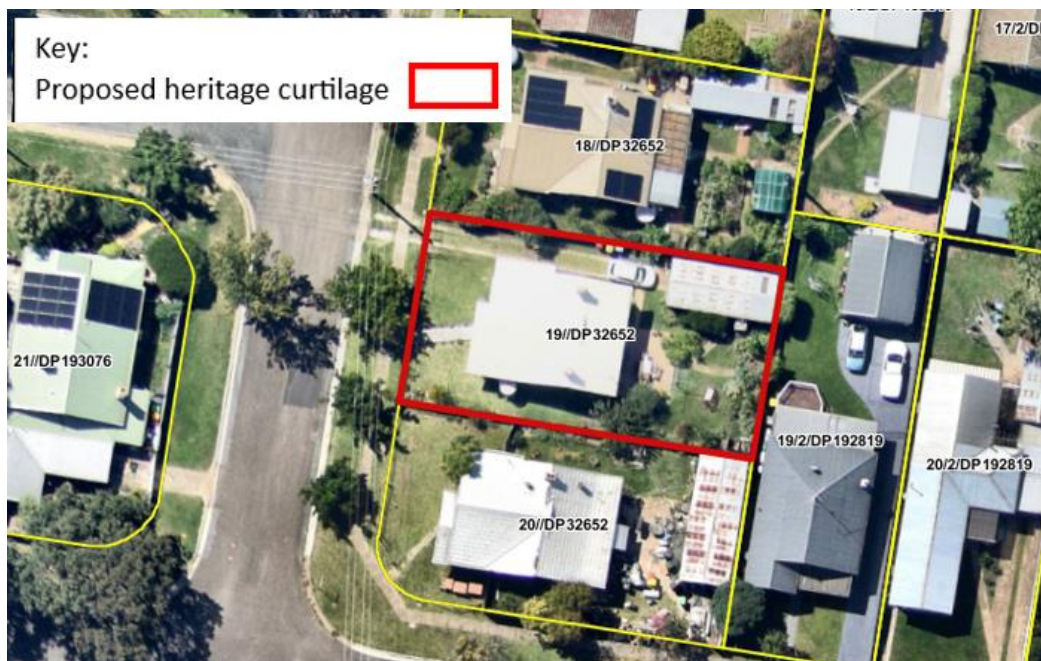 Key:
Proposed heritage curtilage
17/2/D
18//DP32652
19//DP32652
21//DP193076
19/2/DP192819
20/2/DP192819
20//DP32652